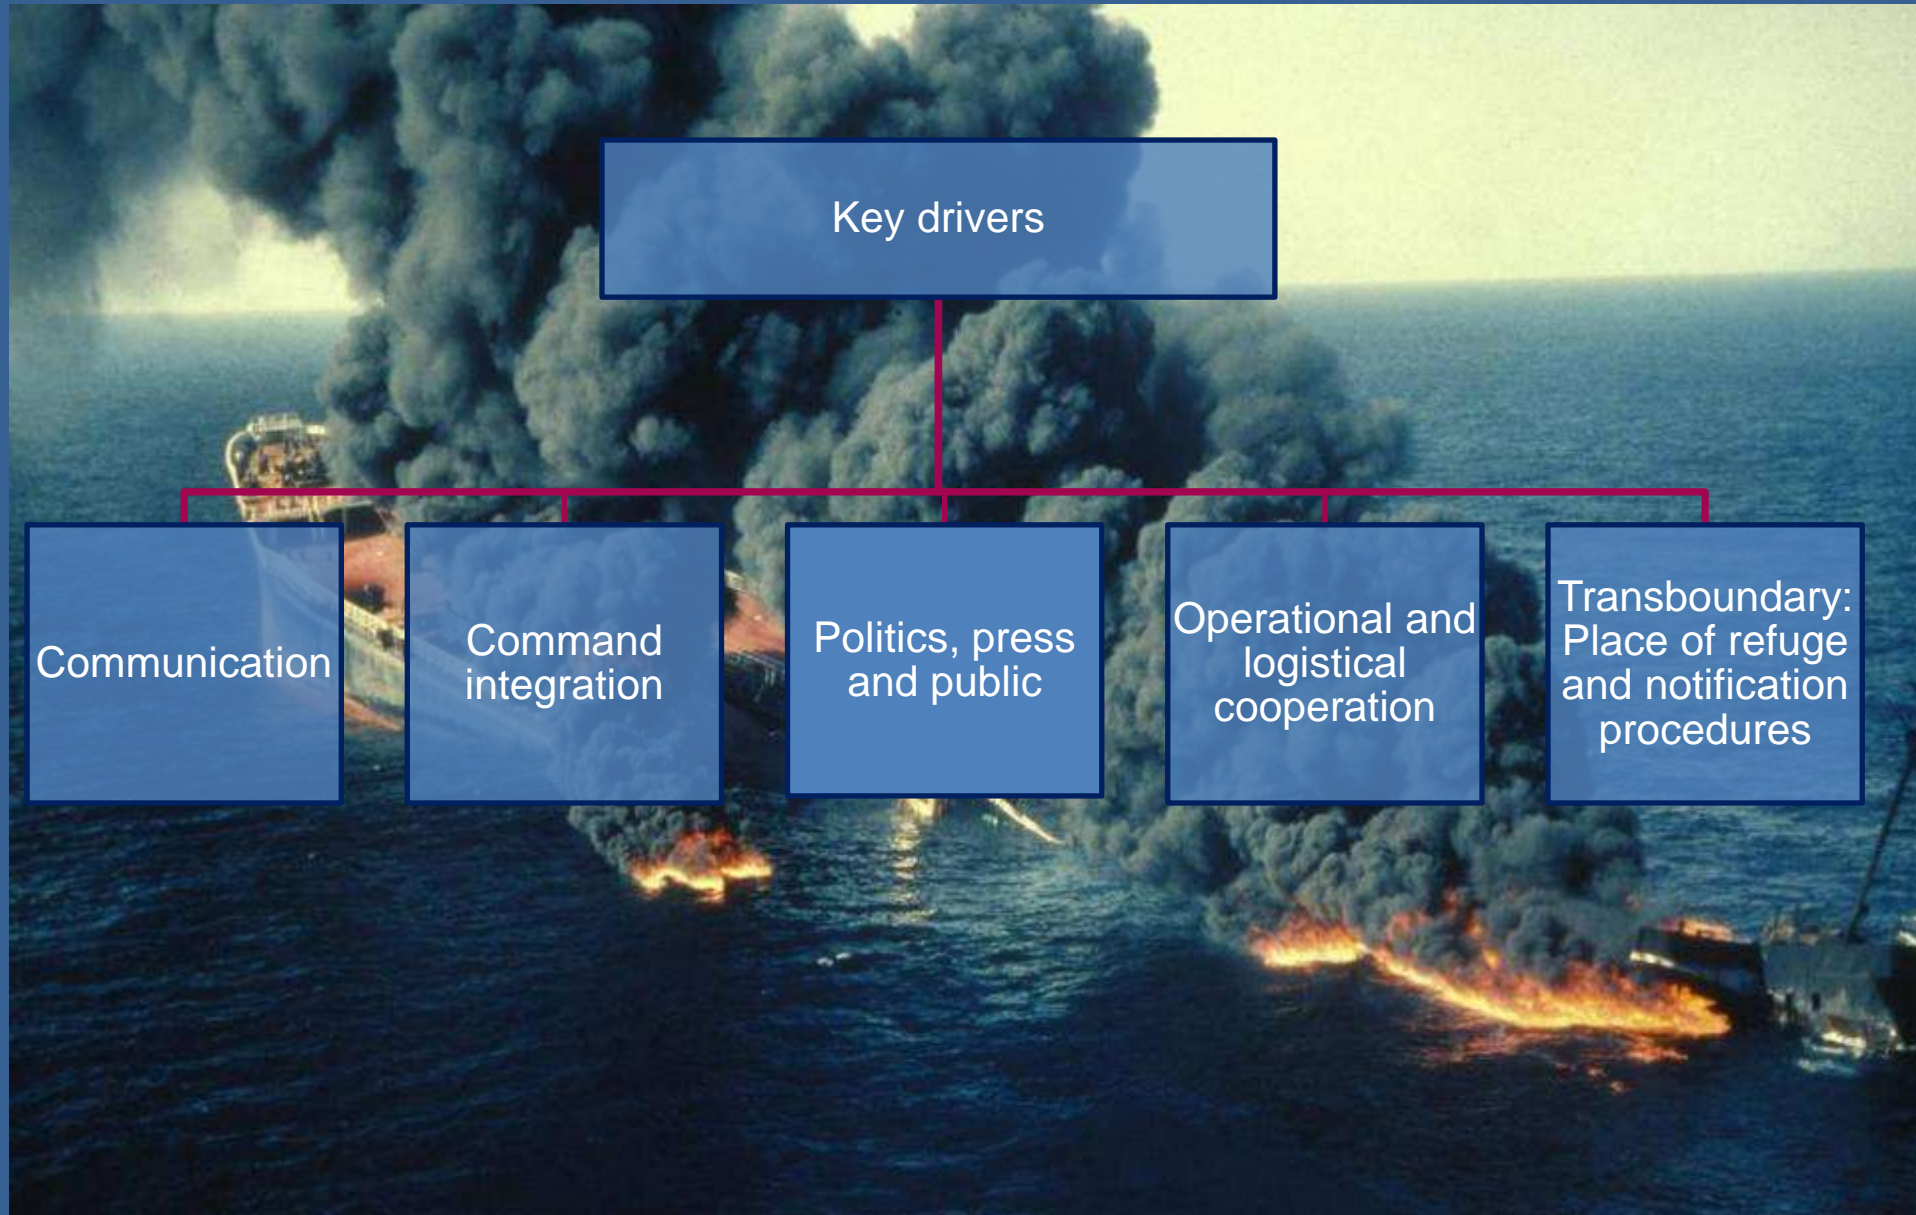 Key drivers
Communication
Command
integration
Politics, press
and public
Operational and
logistical
cooperation
Transboundary:
Place of refuge
and notification
procedures